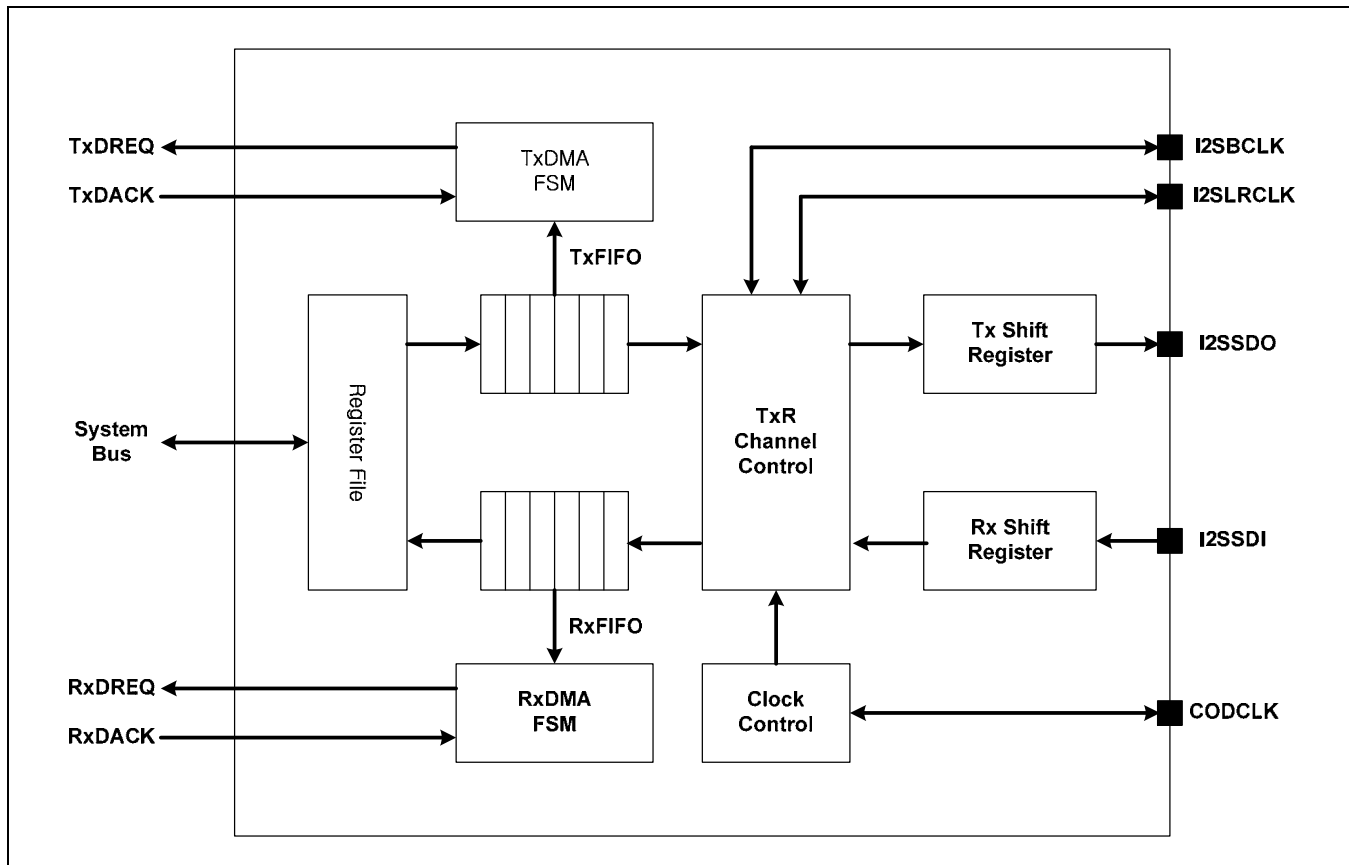 TxDREQ
TxDACK
TxDMA
FSM
TxFIFO
I2SBCLK
I2SLRCLK
System
Bus
Register File
TxR
Channel
Control
Tx Shift
Register
I2SSDO
Rx Shift
Register
I2SSDI
RxFIFO
RxDREQ
RxDACK
RxDMA
FSM
Clock
Control
CODCLK